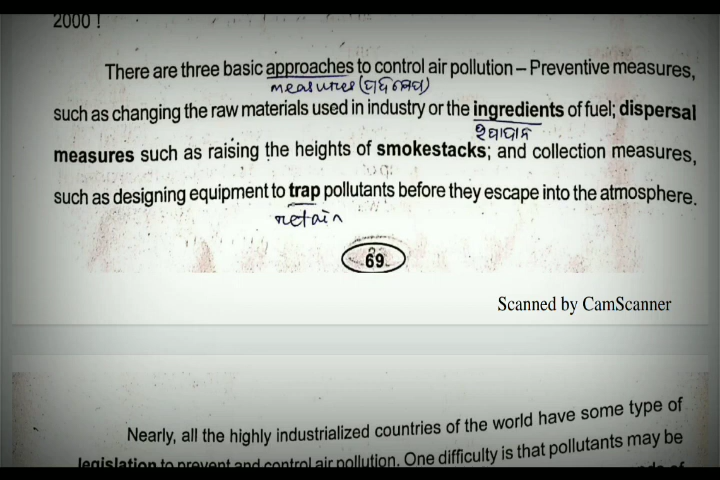 2000 !
There are three basic approaches to control air pollution – Preventive measures,
measures (ପଦକ୍ଷେପ)
such as changing the raw materials used in industry or the ingredients of fuel; dispersal
ଉପାଦାନ
measures such as raising the heights of smokestacks; and collection measures,
such as designing equipment to trap pollutants before they escape into the atmosphere.
retain
69
Scanned by CamScanner
Nearly, all the highly industrialized countries of the world have some type of
legislation to prevent and control air pollution. One difficulty is that pollutants may be